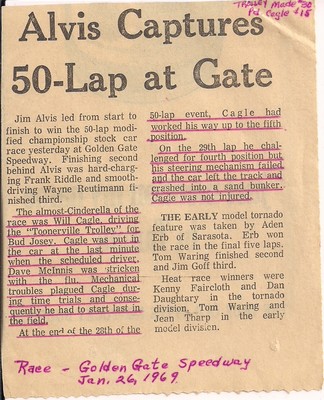 Trolley Made $30
Pd Cagle $15
Alvis Captures
50-Lap at Gate
Jim Alvis led from start to
finish to win the 50-lap modi-
fied championship stock car
race yesterday at Golden Gate
Speedway. Finishing second
behind Alvis was hard-charg-
ing Frank Riddle and smooth-
driving Wayne Reutimann fi-
nished third.
The almost-Cinderella of the
race was Will Cagle, driving
the "Toonerville Trolley" for
Bud Josey. Cagle was put in
the car at the last minute
when the scheduled driver,
Dave McInnis was stricken
with the flu. Mechanical
troubles plagued Cagle dur-
ing time trials and conse-
quently he had to start last in
the field.
At the end of the 28th of the
50-lap event, Cagle had
worked his way up to the fifth
position.
On the 29th lap he chal-
lenged for fourth position but
his steering mechanism failed
and the car left the track and
crashed into a sand bunker.
Cagle was not injured.
THE EARLY model tornado
feature was taken by Aden
Erb of Sarasota. Erb won
the race in the final five laps.
Tom Waring finished second
and Jim Goff third.
Heat race winners were
Kenny Faircloth and Dan
Daughtary in the tornado
division, Tom Waring and
Jean Tharp in the early
model division.
Race - Golden Gate Speedway
Jan. 26, 1969